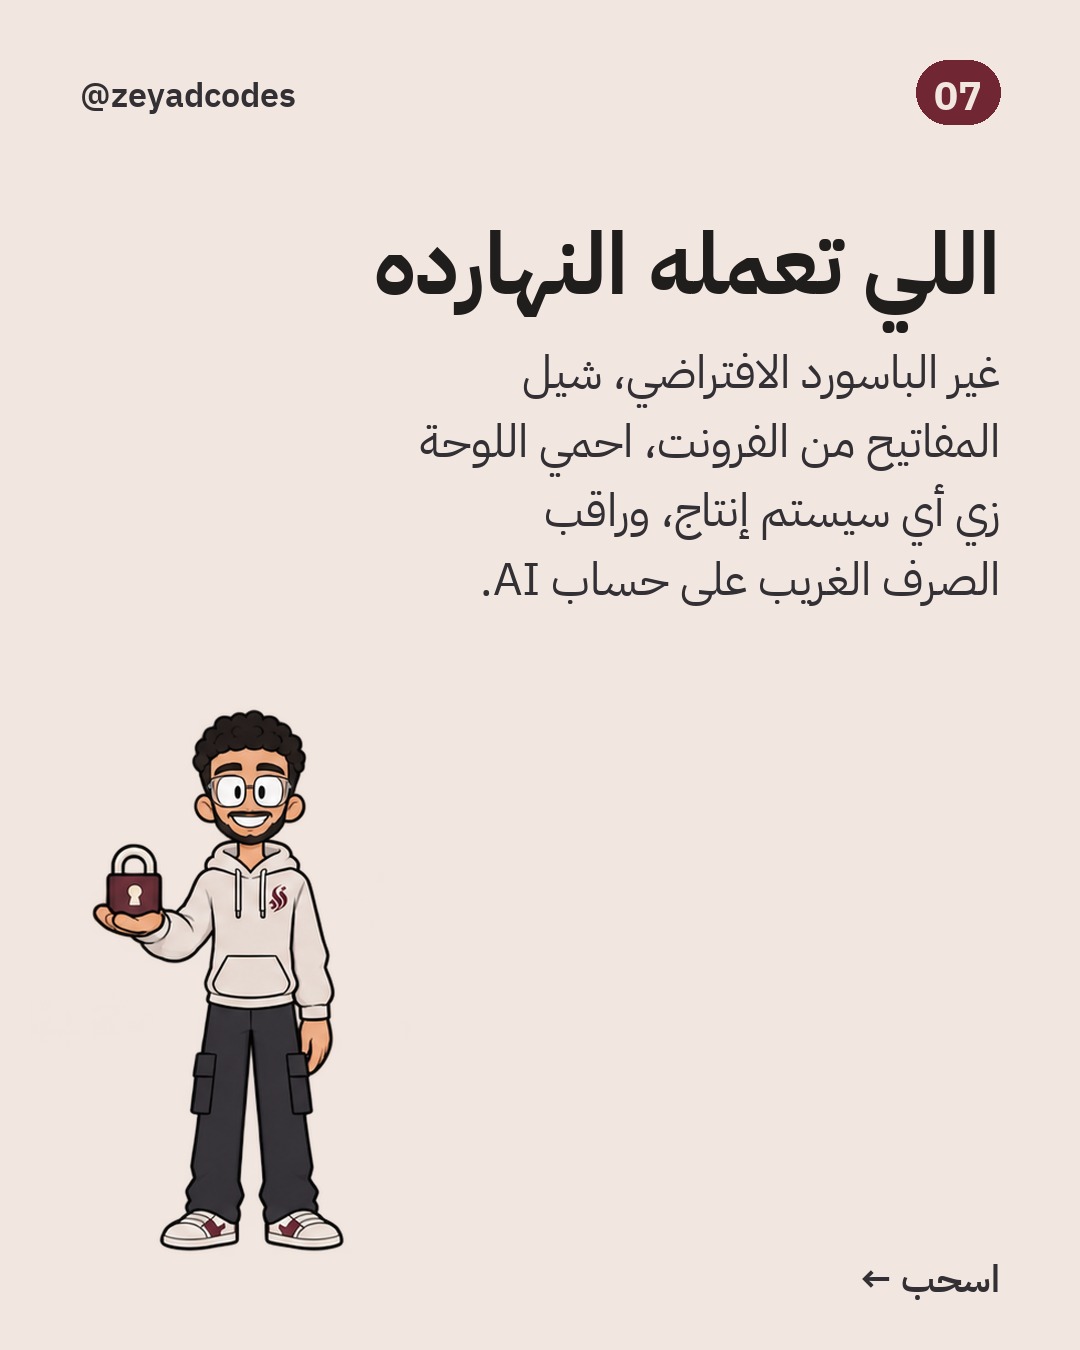 @zeyadcodes
07
اللي تعمله النهارده
غير الباسورد الافتراضي، شيل
المفاتيح من الفرونت، احمي اللوحة
زي أي سيستم إنتاج، وراقب
الصرف الغريب على حساب AI.
اسحب ←